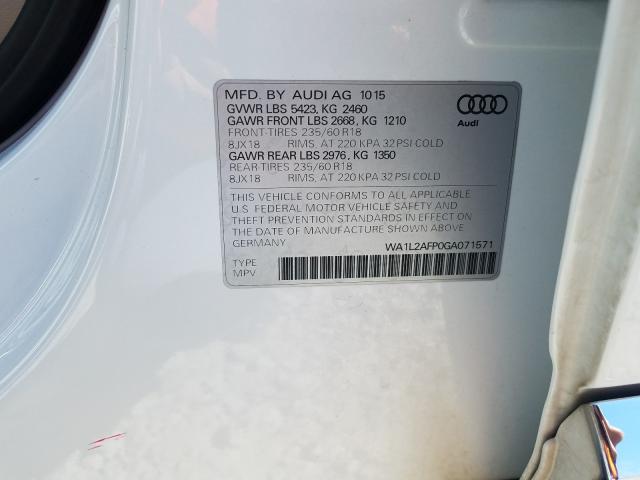 MFD. BY AUDI AG 10 15
GVWR LBS 5423, KG 2460
GAWR FRONT LBS 2668, KG 1210
FRONT-TIRES 235/60 R18
8JX18 RIMS, AT 220 KPA 32 PSI COLD
GAWR REAR LBS 2976, KG 1350
REAR-TIRES 235/60 R18
8JX18 RIMS, AT 220 KPA 32 PSI COLD
Audi
THIS VEHICLE CONFORMS TO ALL APPLICABLE
U.S. FEDERAL MOTOR VEHICLE SAFETY AND
THEFT PREVENTION STANDARDS IN EFFECT ON
THE DATE OF MANUFACTURE SHOWN ABOVE
GERMANY WA1L2AFP0GA071571
TYPE
MPV